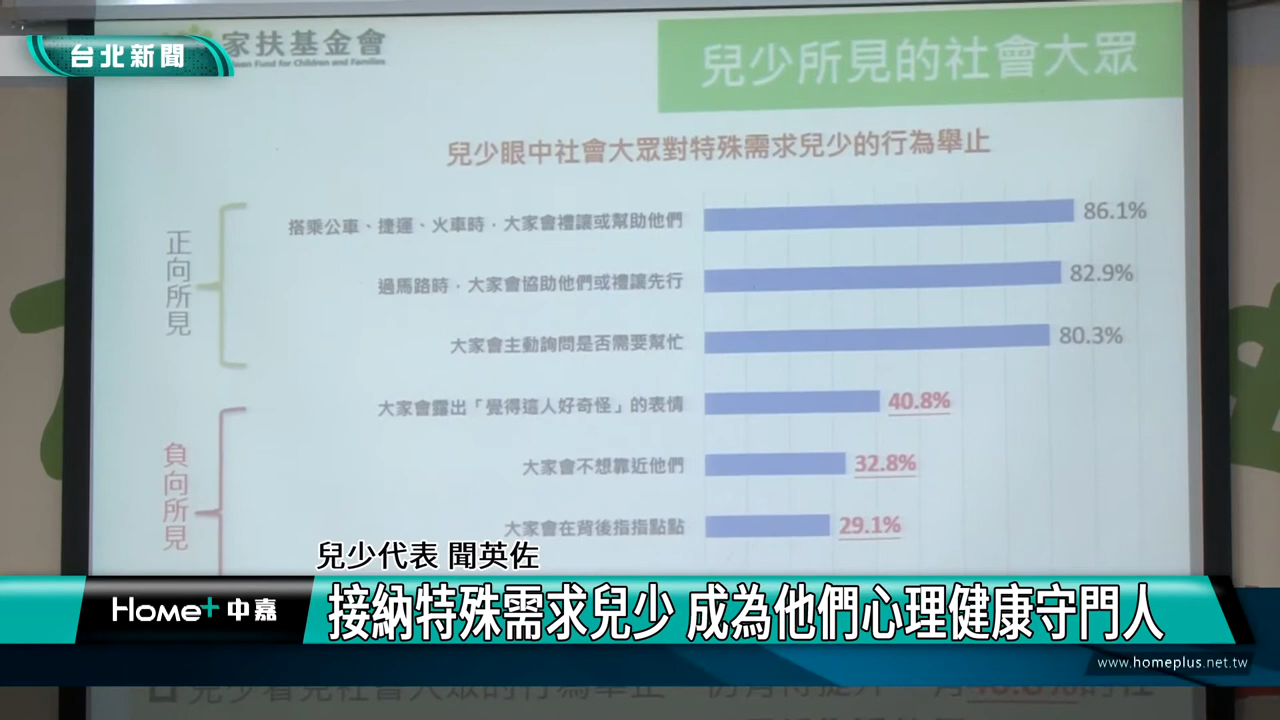 台北新聞
家扶基金會
Fund for Children and Families
兒少所見的社會大眾
兒少眼中社會大眾對特殊需求兒少的行為舉止
正向所見
搭乘公車、捷運、火車時，大家會禮讓或幫助他們 86.1%
過馬路時，大家會協助他們或禮讓先行 82.9%
大家會主動詢問是否需要幫忙 80.3%
負向所見
大家會露出「覺得這人好奇怪」的表情 40.8%
大家會不想靠近他們 32.8%
大家會在背後指指點點 29.1%
兒少代表 聞英佐
Home+ 中嘉
接納特殊需求兒少 成為他們心理健康守門人
www.homeplus.net.tw